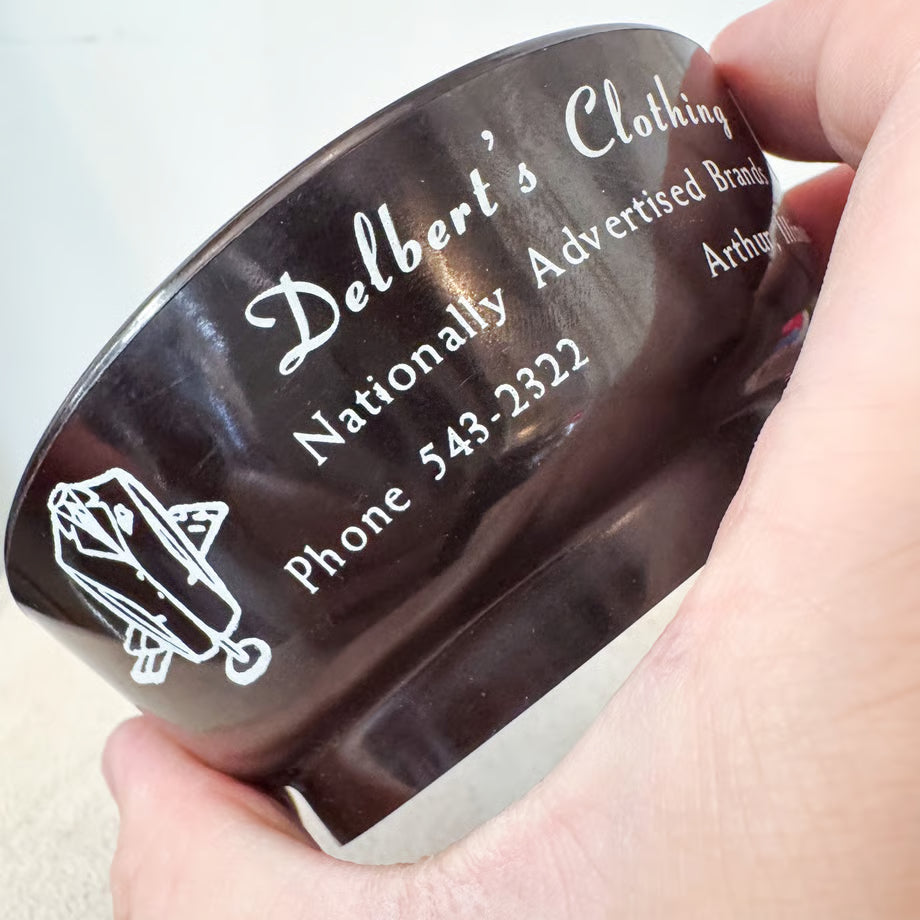 Delbert's Clothing
Nationally Advertised Brands
Phone 543-2322
Arthur,